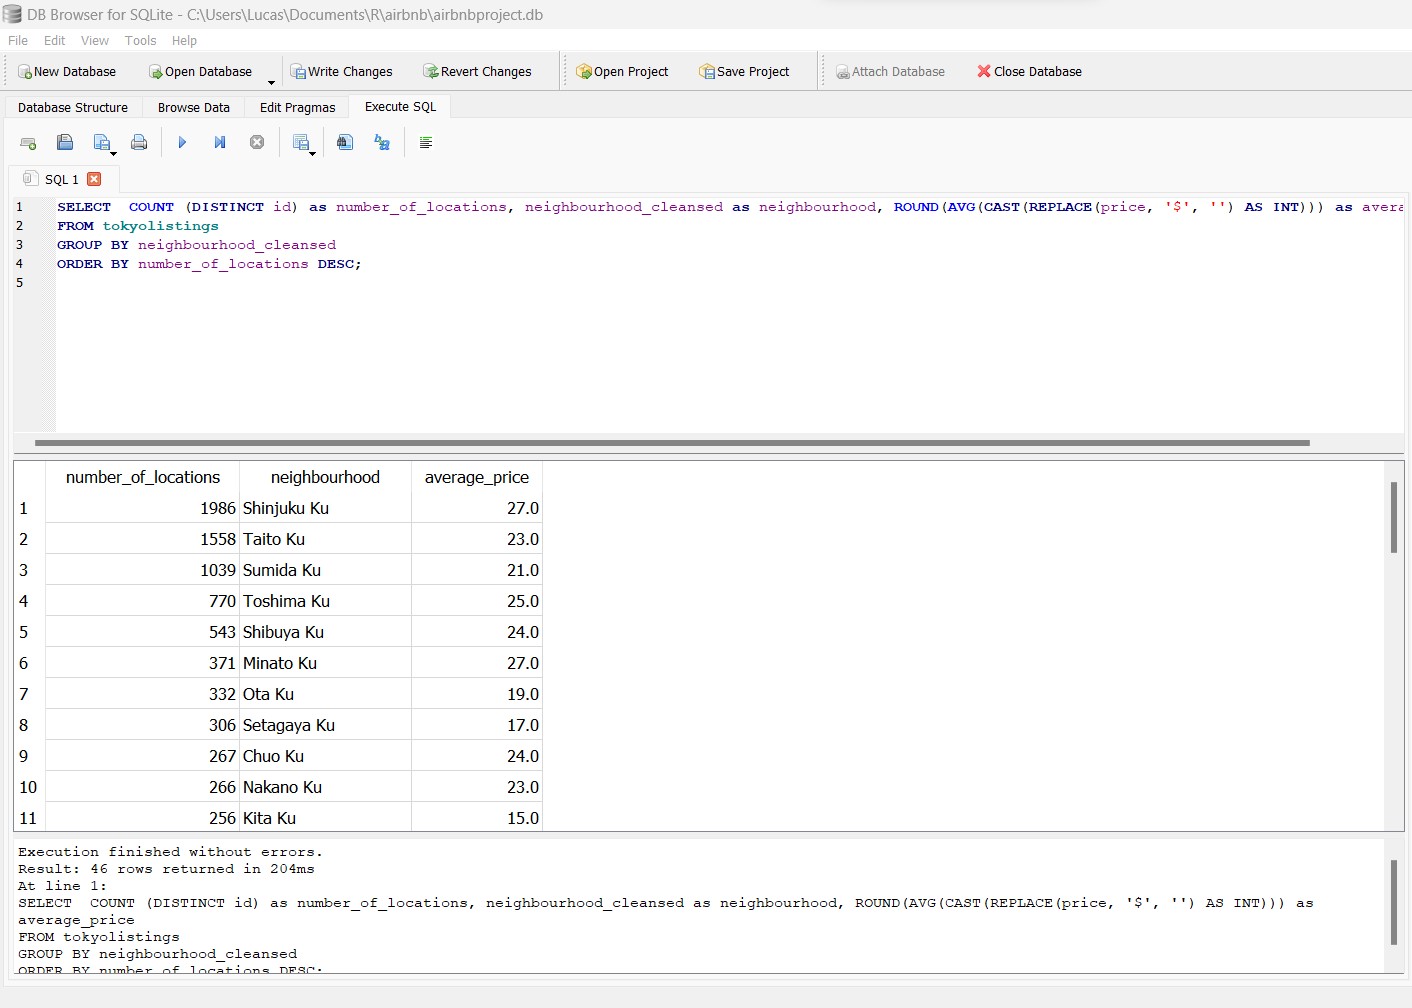 DB Browser for SQLite - C:\Users\Lucas\Documents\R\airbnb\airbnbproject.db
File Edit View Tools Help
New Database Open Database Write Changes Revert Changes Open Project Save Project Attach Database Close Database
Database Structure Browse Data Edit Pragmas Execute SQL
SQL 1
1 SELECT  COUNT (DISTINCT id) as number_of_locations, neighbourhood_cleansed as neighbourhood, ROUND(AVG(CAST(REPLACE(price, '$', '') AS INT))) as avera
2 FROM tokyolistings
3 GROUP BY neighbourhood_cleansed
4 ORDER BY number_of_locations DESC;
5
number_of_locations neighbourhood average_price
1 1986 Shinjuku Ku 27.0
2 1558 Taito Ku 23.0
3 1039 Sumida Ku 21.0
4 770 Toshima Ku 25.0
5 543 Shibuya Ku 24.0
6 371 Minato Ku 27.0
7 332 Ota Ku 19.0
8 306 Setagaya Ku 17.0
9 267 Chuo Ku 24.0
10 266 Nakano Ku 23.0
11 256 Kita Ku 15.0
Execution finished without errors.
Result: 46 rows returned in 204ms
At line 1:
SELECT  COUNT (DISTINCT id) as number_of_locations, neighbourhood_cleansed as neighbourhood, ROUND(AVG(CAST(REPLACE(price, '$', '') AS INT))) as
average_price
FROM tokyolistings
GROUP BY neighbourhood_cleansed
ORDER BY number_of_locations DESC;